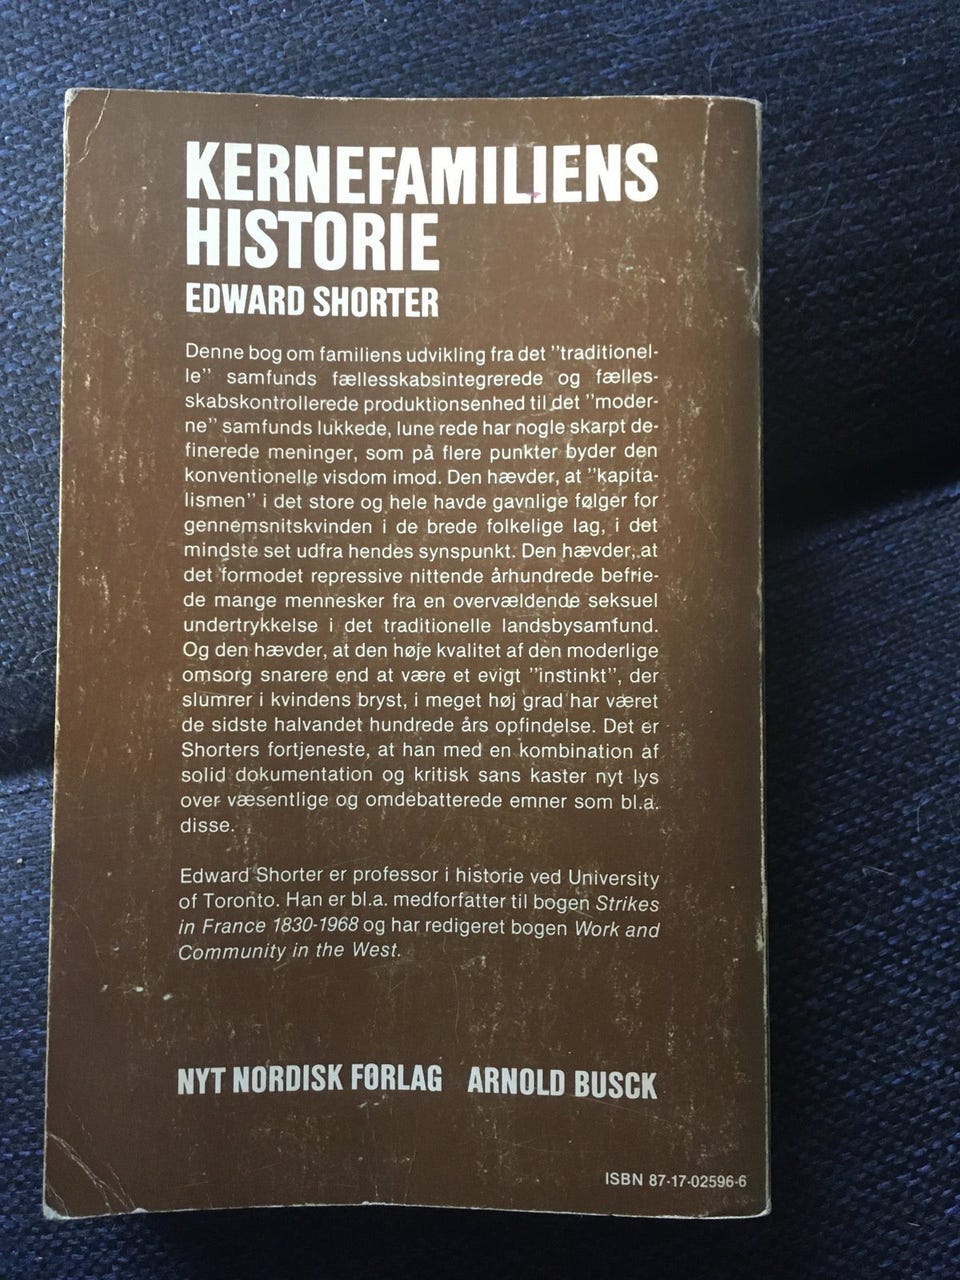 KERNEFAMILIENS
HISTORIE
EDWARD SHORTER
Denne bog om familiens udvikling fra det "traditionel-
le" samfunds fællesskabsintegrerede og fælles-
skabskontrollerede produktionsenhed til det "moder-
ne" samfunds lukkede, lune rede har nogle skarpt de-
finerede meninger, som på flere punkter byder den
konventionelle visdom imod. Den hævder, at "kapita-
lismen" i det store og hele havde gavnlige følger for
gennemsnitskvinden i de brede folkelige lag, i det
mindste set udfra hendes synspunkt. Den hævder, at
det formodet repressive nittende århundrede befrie-
de mange mennesker fra en overvældende seksuel
undertrykkelse i det traditionelle landsbysamfund.
Og den hævder, at den høje kvalitet af den moderlige
omsorg snarere end at være et evigt "instinkt", der
slumrer i kvindens bryst, i meget høj grad har været
de sidste halvandet hundrede års opfindelse. Det er
Shorters fortjeneste, at han med en kombination af
solid dokumentation og kritisk sans kaster nyt lys
over væsentlige og omdebatterede emner som bl.a.
disse.
Edward Shorter er professor i historie ved University
of Toronto. Han er bl.a. medforfatter til bogen Strikes
in France 1830-1968 og har redigeret bogen Work and
Community in the West.
NYT NORDISK FORLAG ARNOLD BUSCK
ISBN 87-17-02596-6